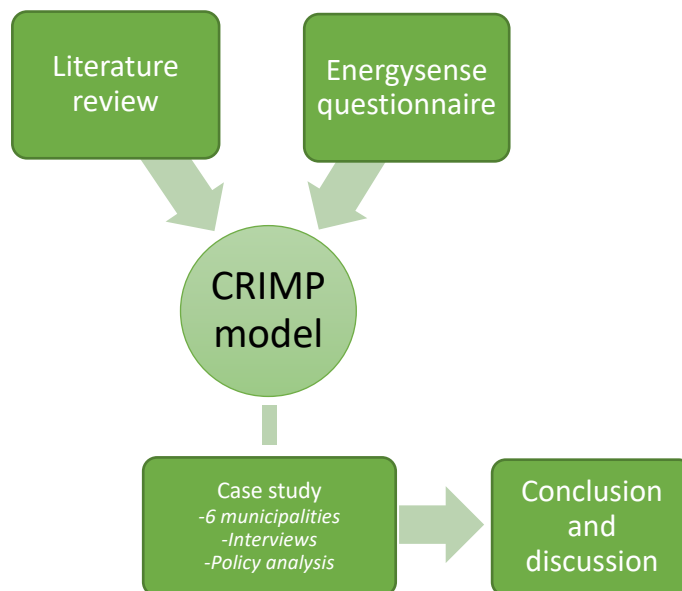 Literature
review
Energysense
questionnaire
CRIMP
model
Case study
-6 municipalities
-Interviews
-Policy analysis
Conclusion
and
discussion